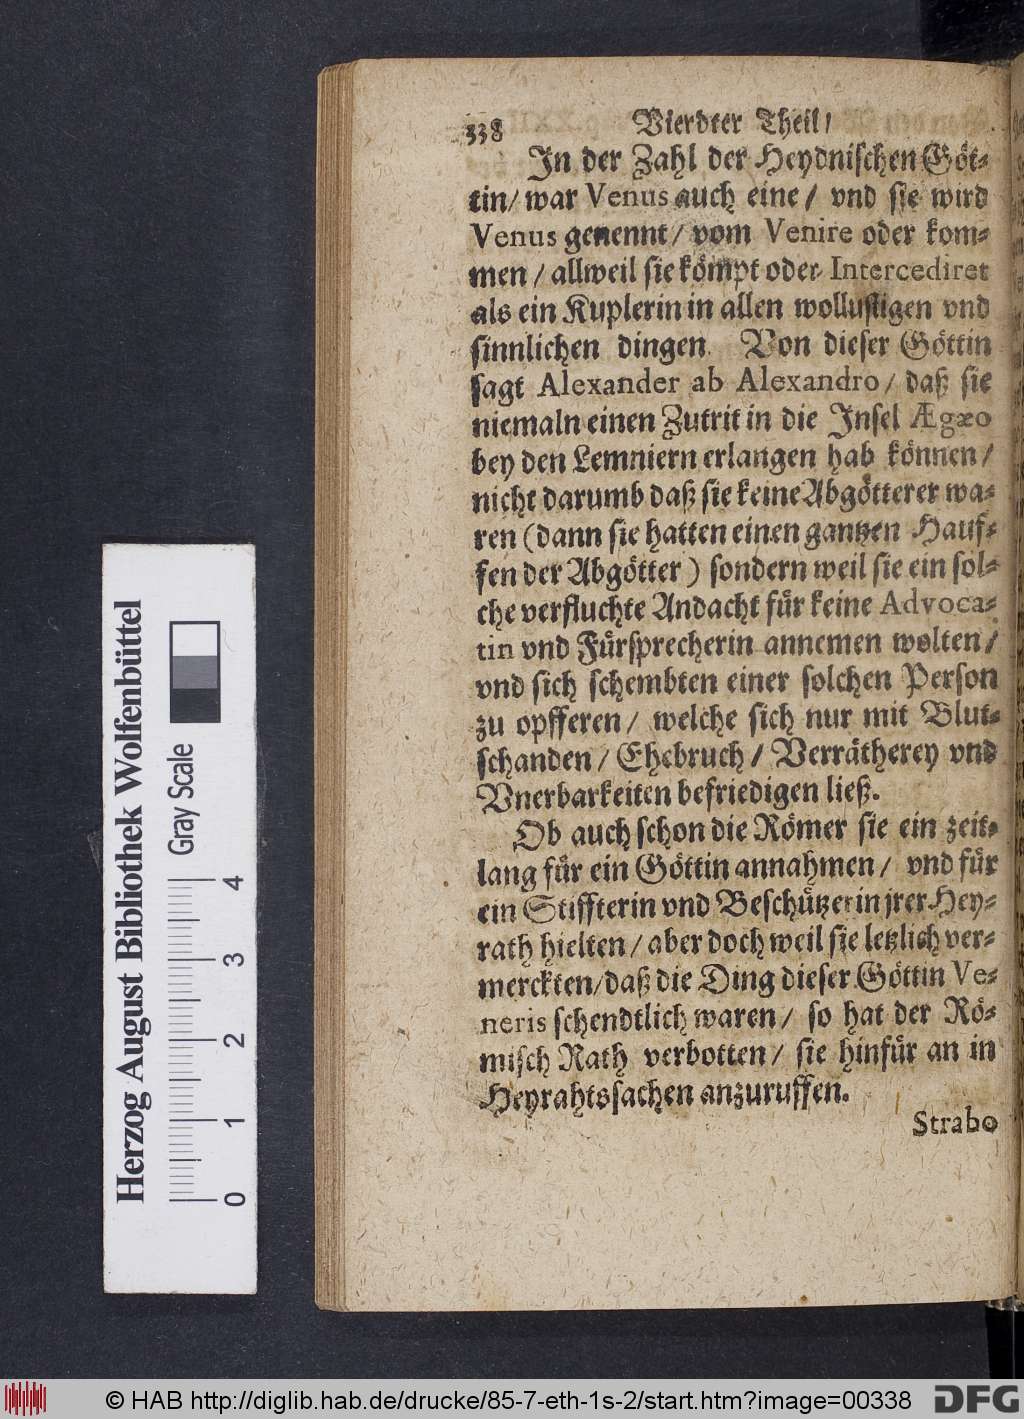 338 Vierdter Theil/
In der Zahl der Heydnischen Göt-
tin/ war Venus auch eine/ vnd sie wird
Venus genennt/ vom Venire oder kom-
men/ allweil sie kömpt oder Intercediret
als ein Kuplerin in allen wollustigen vnd
sinnlichen dingen. Von dieser Göttin
sagt Alexander ab Alexandro/ daß sie
niemaln einen Zutrit in die Insel Ægæo
bey den Lemniern erlangen hab können/
nicht darumb daß sie keine Abgötterer wa-
ren (dann sie hatten einen gantzen Hauf-
fen der Abgötter) sondern weil sie ein sol-
che verfluchte Andacht für keine Advoca-
tin vnd Fürsprecherin annemen wolten/
vnd sich schembten einer solchen Person
zu opfferen/ welche sich nur mit Blut-
schanden/ Ehebruch/ Verrätherey vnd
Vnerbarkeiten befriedigen ließ.
Ob auch schon die Römer sie ein zeit-
lang für ein Göttin annahmen/ vnd für
ein Stiffterin vnd Beschützerin jrer Hey-
rath hielten/ aber doch weil sie letzlich ver-
merckten/ daß die Ding dieser Göttin Ve-
neris schendtlich waren/ so hat der Rö-
misch Rath verbotten/ sie hinfür an in
Heyrahtssachen anzuruffen.
Strabo
Herzog August Bibliothek Wolfenbüttel
Gray Scale
0 1 2 3 4
© HAB http://diglib.hab.de/drucke/85-7-eth-1s-2/start.htm?image=00338
DFG